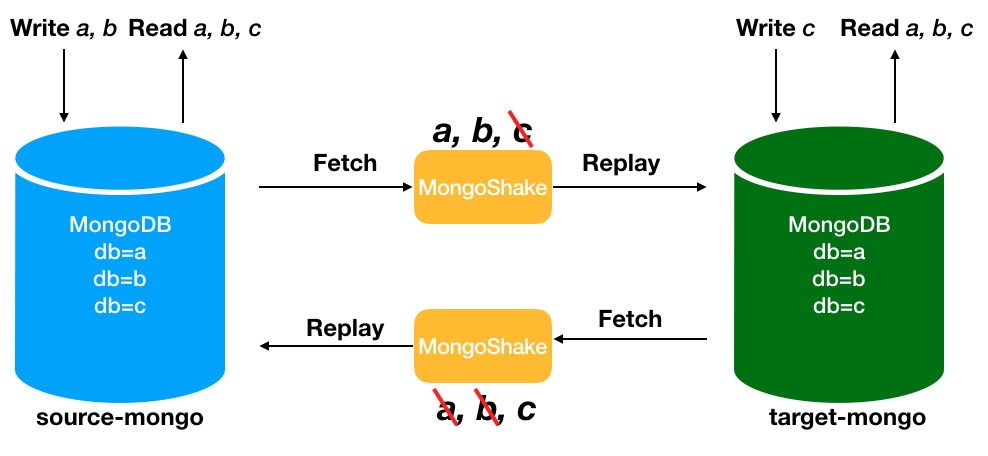 Write a, b Read a, b, c
Write c Read a, b, c
a, b, c
Fetch
MongoShake
Replay
MongoDB
db=a
db=b
db=c
MongoDB
db=a
db=b
db=c
Replay
MongoShake
Fetch
a, b, c
source-mongo
target-mongo